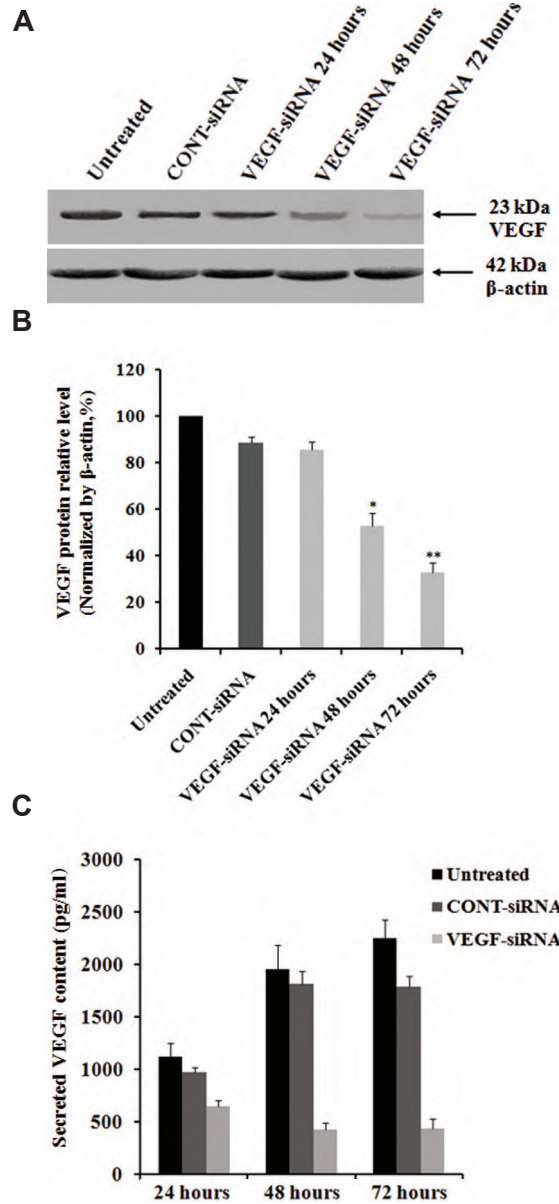 A
Untreated
CONT-siRNA
VEGF-siRNA 24 hours
VEGF-siRNA 48 hours
VEGF-siRNA 72 hours
23 kDa
VEGF
42 kDa
β-actin
B
VEGF protein relative level
(Normalized by β-actin,%)
120
100
80
60
40
20
0
*
**
Untreated
CONT-siRNA
VEGF-siRNA 24 hours
VEGF-siRNA 48 hours
VEGF-siRNA 72 hours
C
Secreted VEGF content (pg/ml)
3000
2500
2000
1500
1000
500
0
Untreated
CONT-siRNA
VEGF-siRNA
24 hours
48 hours
72 hours